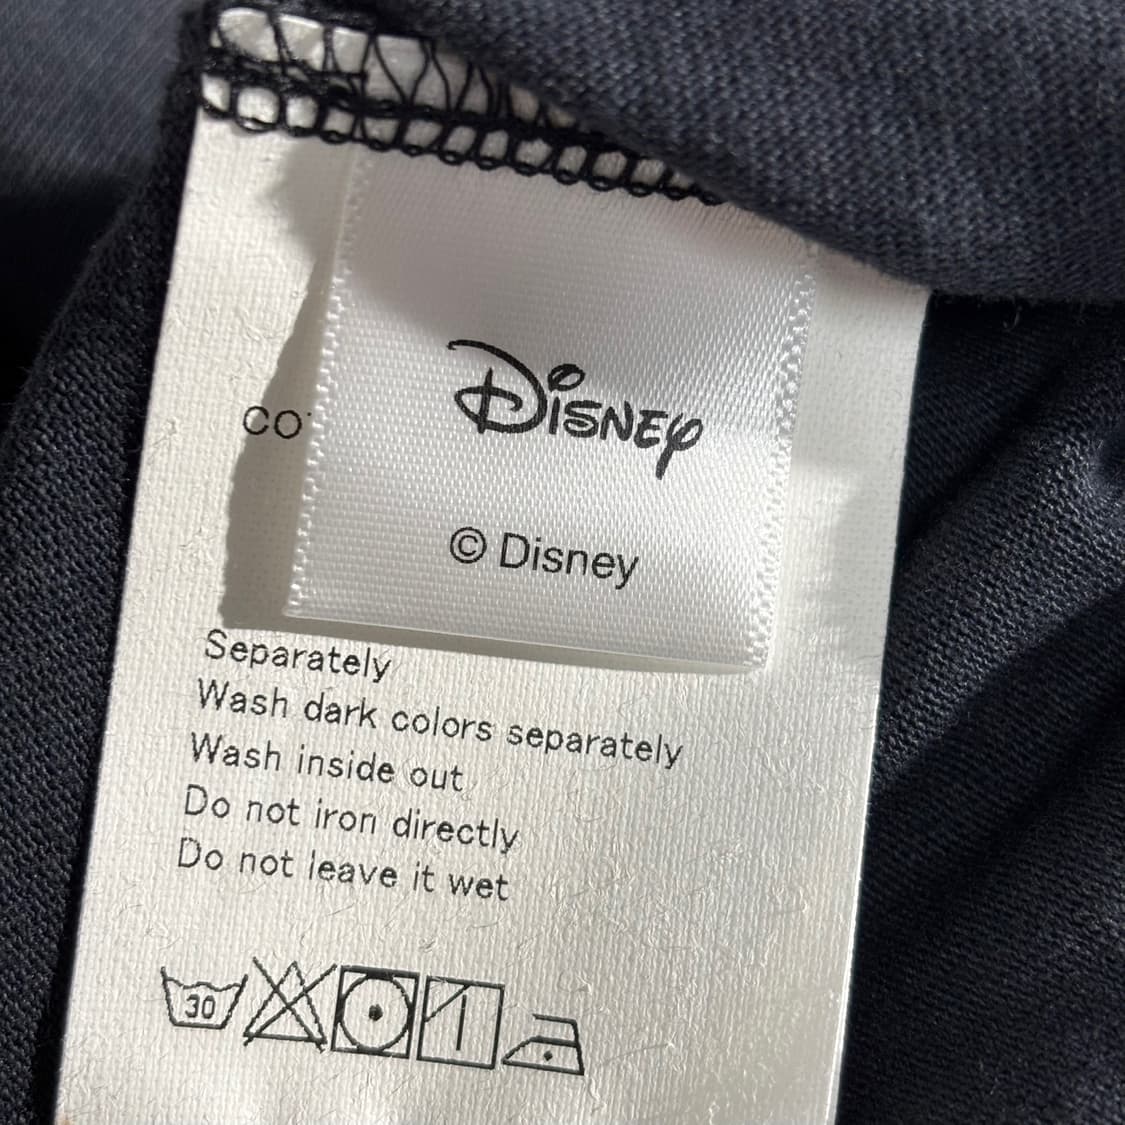 Disney
© Disney
Separately
Wash dark colors separately
Wash inside out
Do not iron directly
Do not leave it wet
30